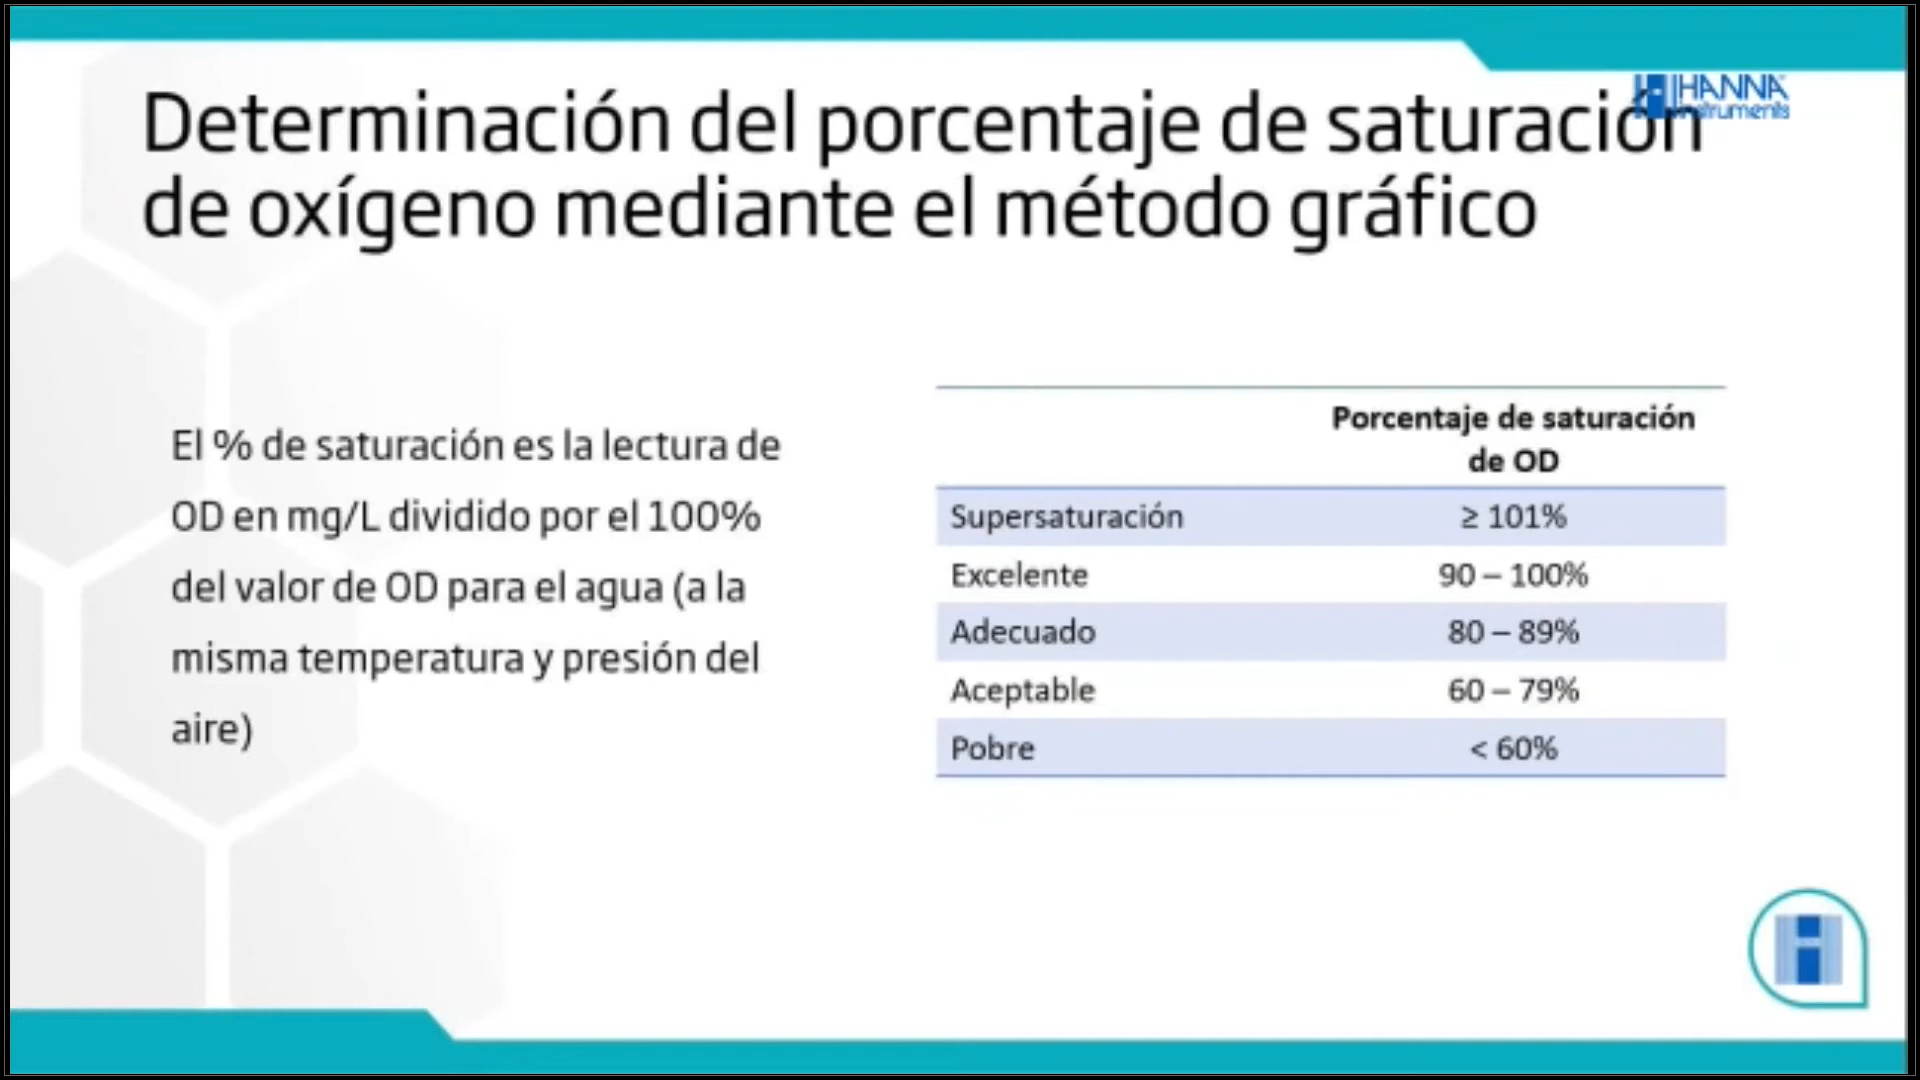 HANNA
instruments
Determinación del porcentaje de saturación
de oxígeno mediante el método gráfico
El % de saturación es la lectura de
OD en mg/L dividido por el 100%
del valor de OD para el agua (a la
misma temperatura y presión del
aire)
Porcentaje de saturación
de OD
Supersaturación ≥ 101%
Excelente 90 – 100%
Adecuado 80 – 89%
Aceptable 60 – 79%
Pobre < 60%